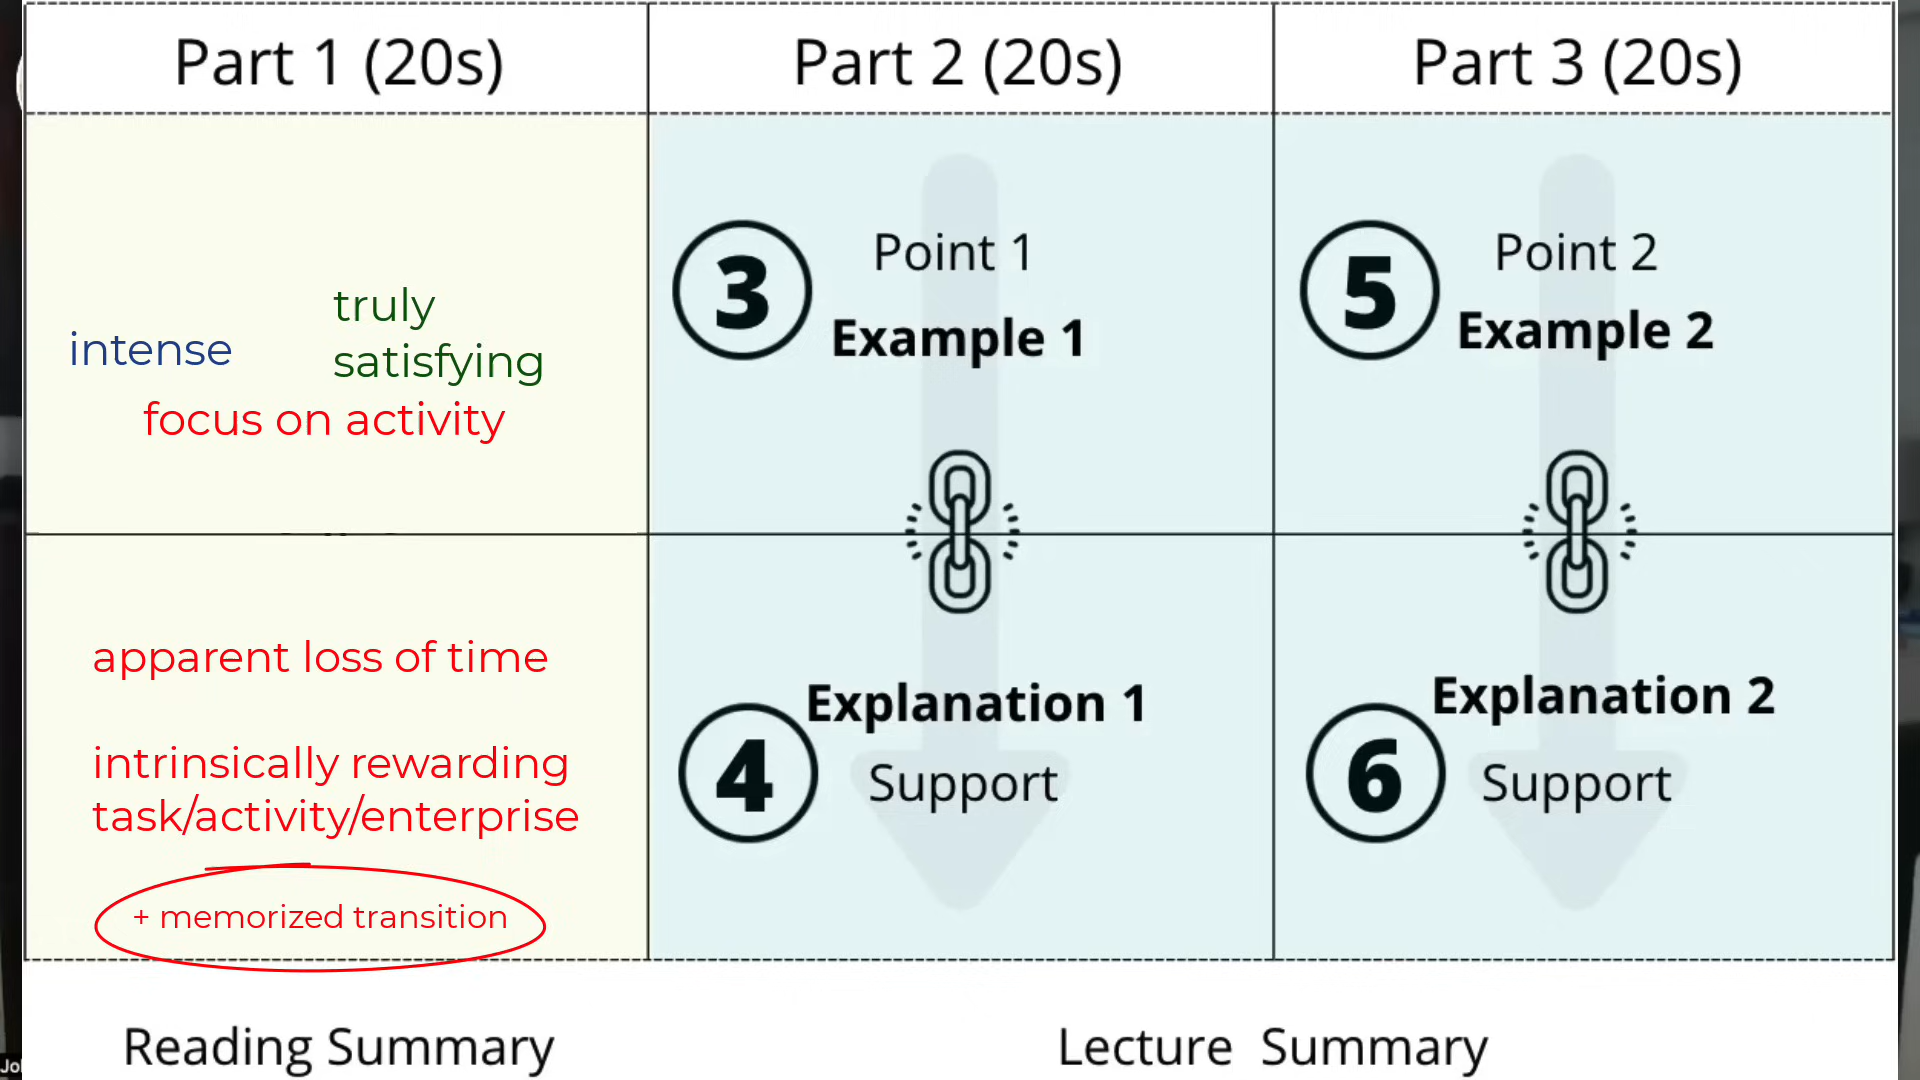 Part 1 (20s)
Part 2 (20s)
Part 3 (20s)
intense
truly
satisfying
focus on activity
3
Point 1
Example 1
5
Point 2
Example 2
apparent loss of time
intrinsically rewarding
task/activity/enterprise
+ memorized transition
4
Explanation 1
Support
6
Explanation 2
Support
Reading Summary
Lecture Summary